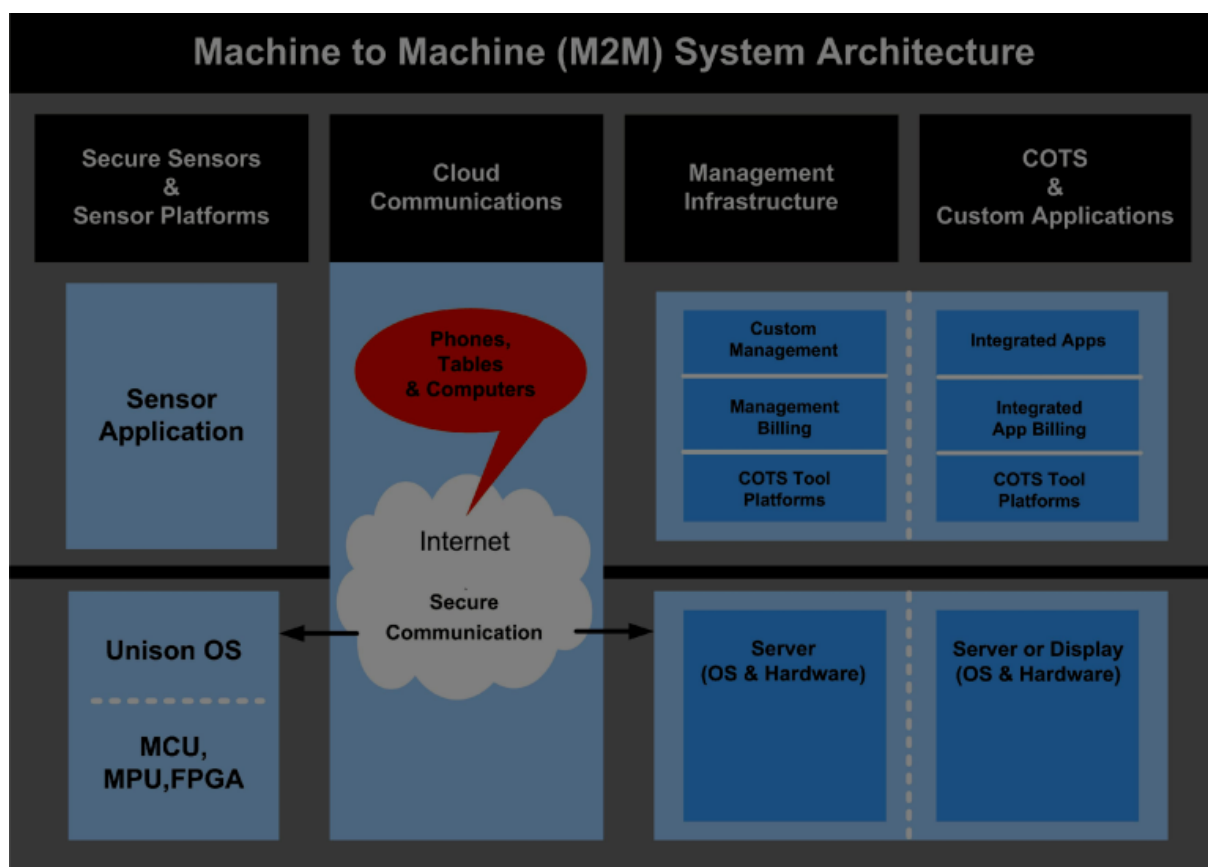 Machine to Machine (M2M) System Architecture
Secure Sensors
&
Sensor Platforms
Cloud
Communications
Management
Infrastructure
COTS
&
Custom Applications
Sensor
Application
Phones,
Tables
& Computers
Internet
Secure
Communication
Custom
Management
Management
Billing
COTS Tool
Platforms
Integrated Apps
Integrated
App Billing
COTS Tool
Platforms
Unison OS
MCU,
MPU,FPGA
Server
(OS & Hardware)
Server or Display
(OS & Hardware)